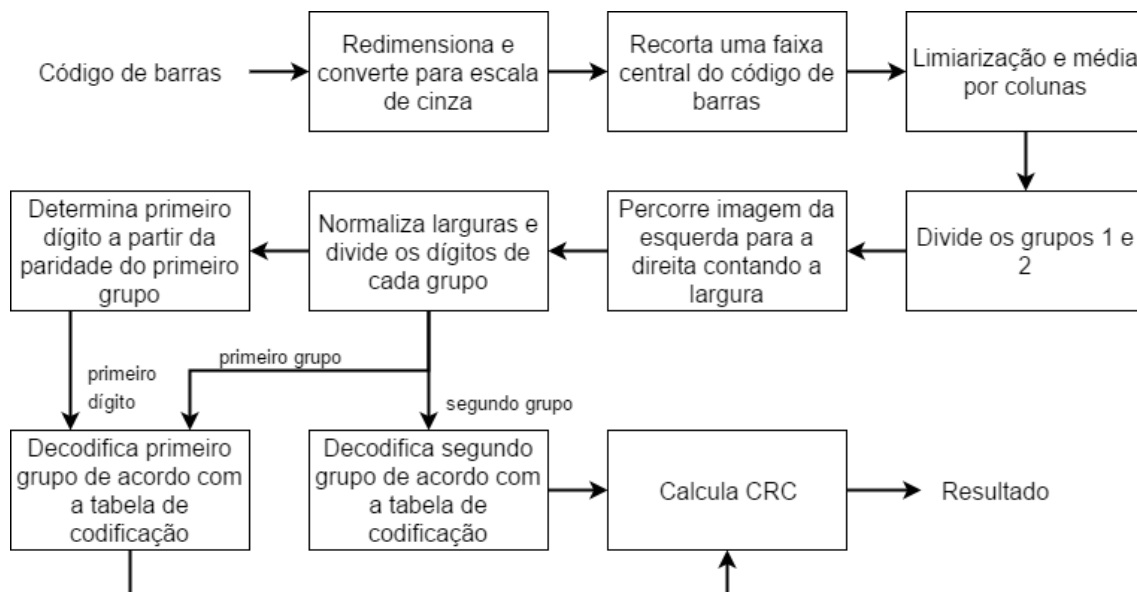 Código de barras
Redimensiona e
converte para escala
de cinza
Recorta uma faixa
central do código de
barras
Limiarização e média
por colunas
Determina primeiro
dígito a partir da
paridade do primeiro
grupo
Normaliza larguras e
divide os dígitos de
cada grupo
Percorre imagem da
esquerda para a
direita contando a
largura
Divide os grupos 1 e
2
primeiro
dígito
primeiro grupo
segundo grupo
Decodifica primeiro
grupo de acordo com
a tabela de
codificação
Decodifica segundo
grupo de acordo com
a tabela de
codificação
Calcula CRC
Resultado